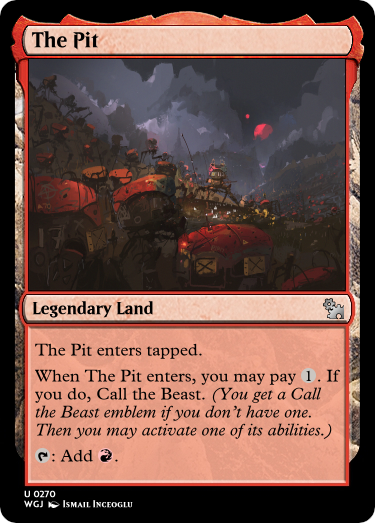 The Pit
Legendary Land
The Pit enters tapped.
When The Pit enters, you may pay 1. If
you do, Call the Beast. (You get a Call
the Beast emblem if you don't have one.
Then you may activate one of its abilities.)
: Add .
U 0270
WGJ Ismail Inceoglu